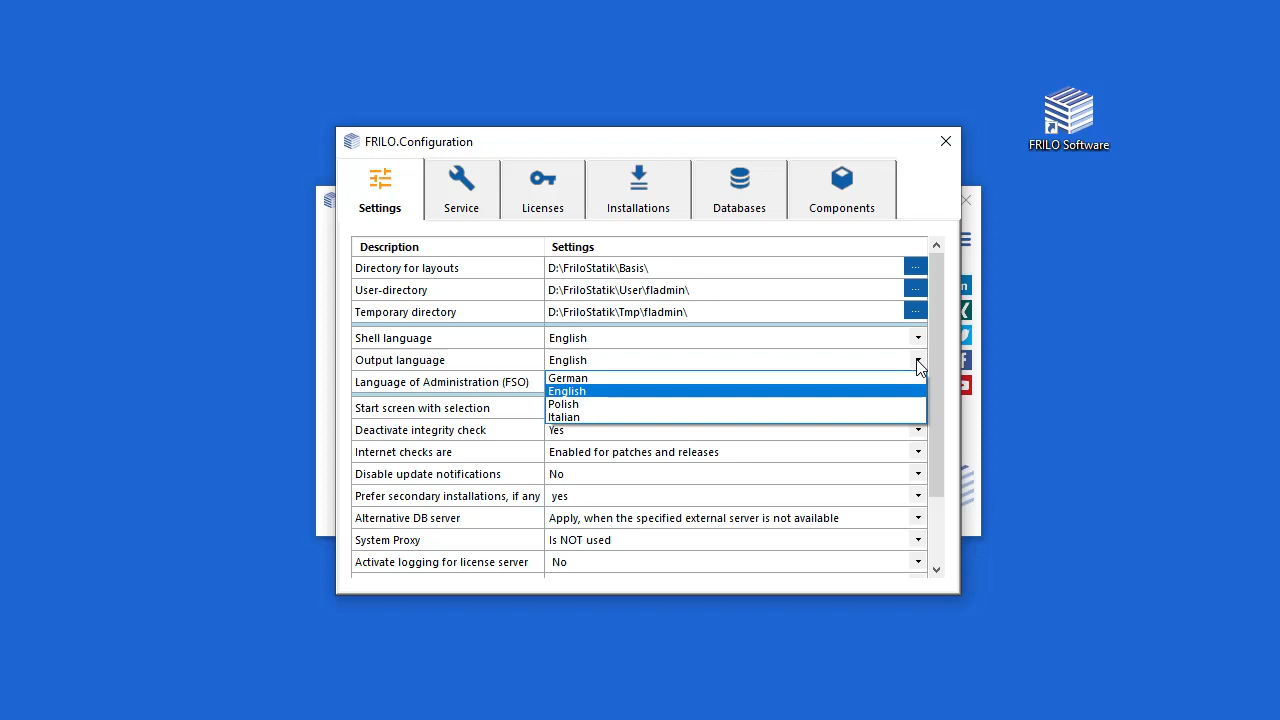 FRILO Software
FRILO.Configuration
Settings Service Licenses Installations Databases Components
Description Settings
Directory for layouts D:\FriloStatik\Basis\ ...
User-directory D:\FriloStatik\User\fladmin\ ...
Temporary directory D:\FriloStatik\Tmp\fladmin\ ...
Shell language English
Output language English
Language of Administration (FSO)
German
English
Polish
Italian
Start screen with selection
Deactivate integrity check Yes
Internet checks are Enabled for patches and releases
Disable update notifications No
Prefer secondary installations, if any yes
Alternative DB server Apply, when the specified external server is not available
System Proxy Is NOT used
Activate logging for license server No